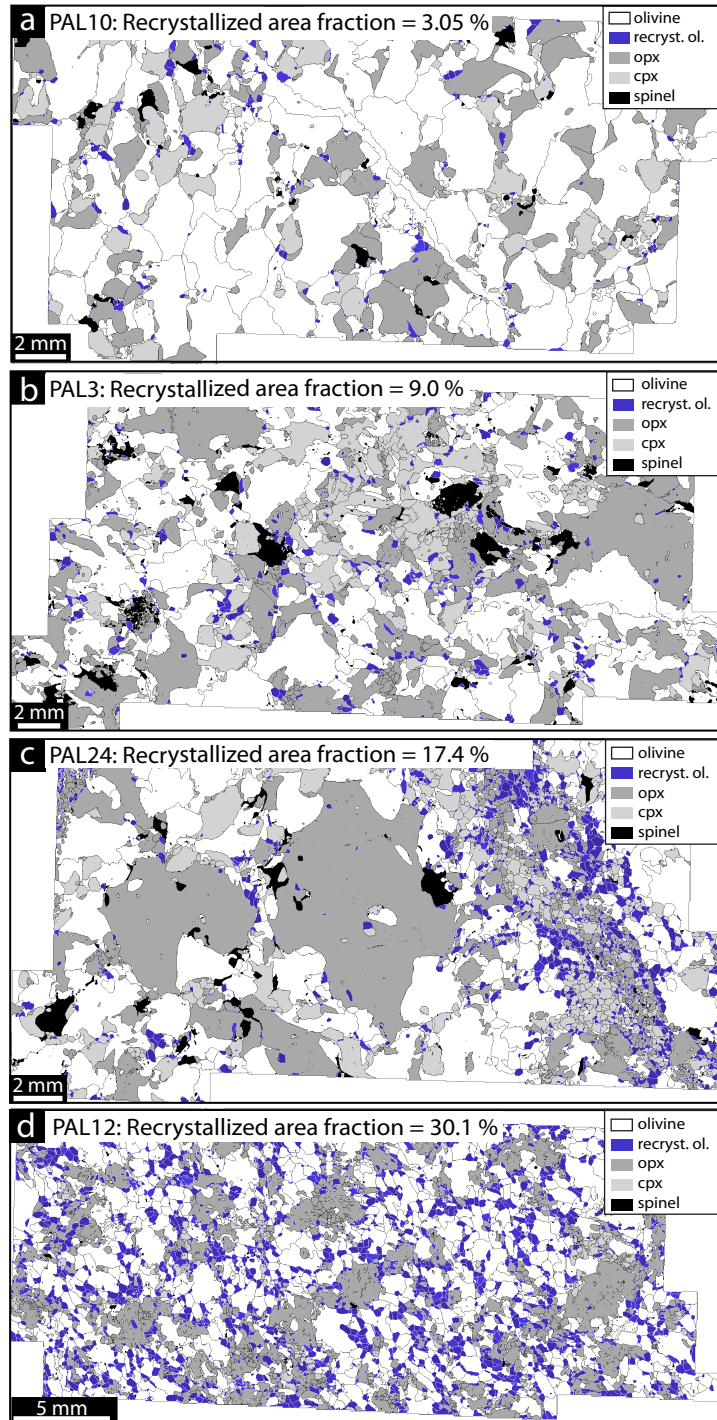 a PAL10: Recrystallized area fraction = 3.05 %
olivine
recryst. ol.
opx
cpx
spinel
2 mm
b PAL3: Recrystallized area fraction = 9.0 %
olivine
recryst. ol.
opx
cpx
spinel
2 mm
c PAL24: Recrystallized area fraction = 17.4 %
olivine
recryst. ol.
opx
cpx
spinel
2 mm
d PAL12: Recrystallized area fraction = 30.1 %
olivine
recryst. ol.
opx
cpx
spinel
5 mm